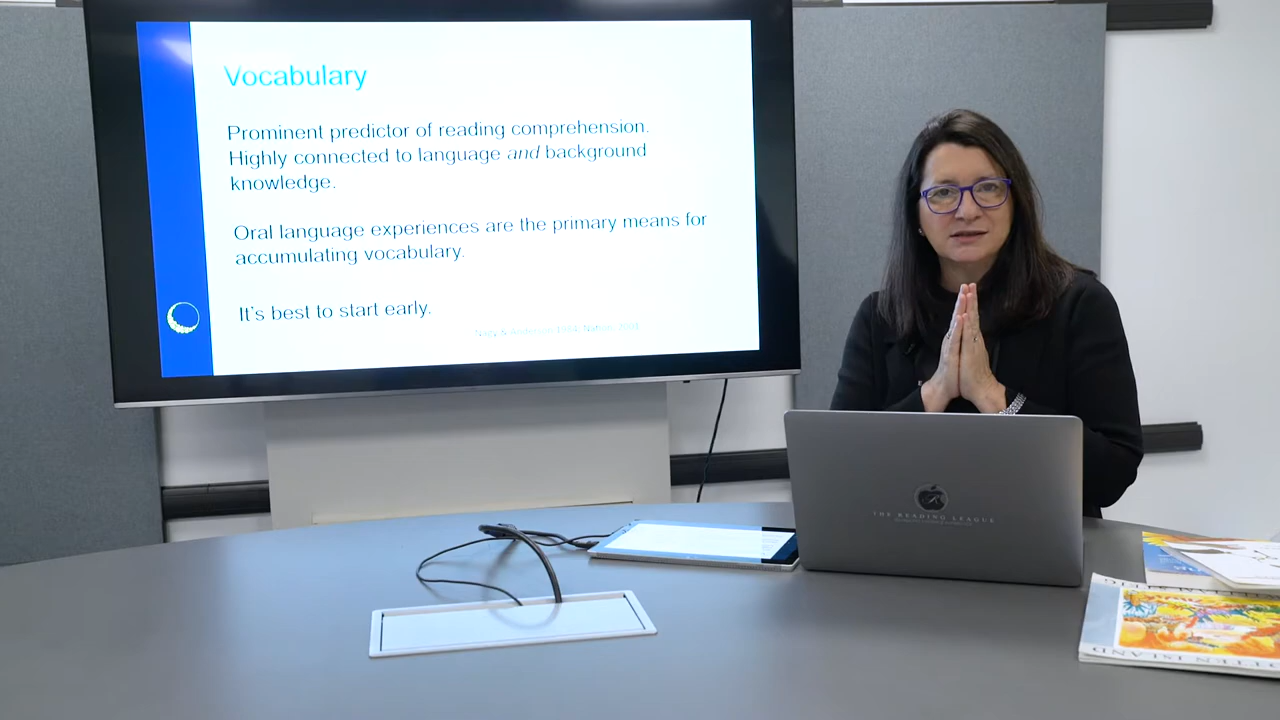 Vocabulary
Prominent predictor of reading comprehension.
Highly connected to language and background
knowledge.
Oral language experiences are the primary means for
accumulating vocabulary.
It's best to start early.
THE READING LEAGUE